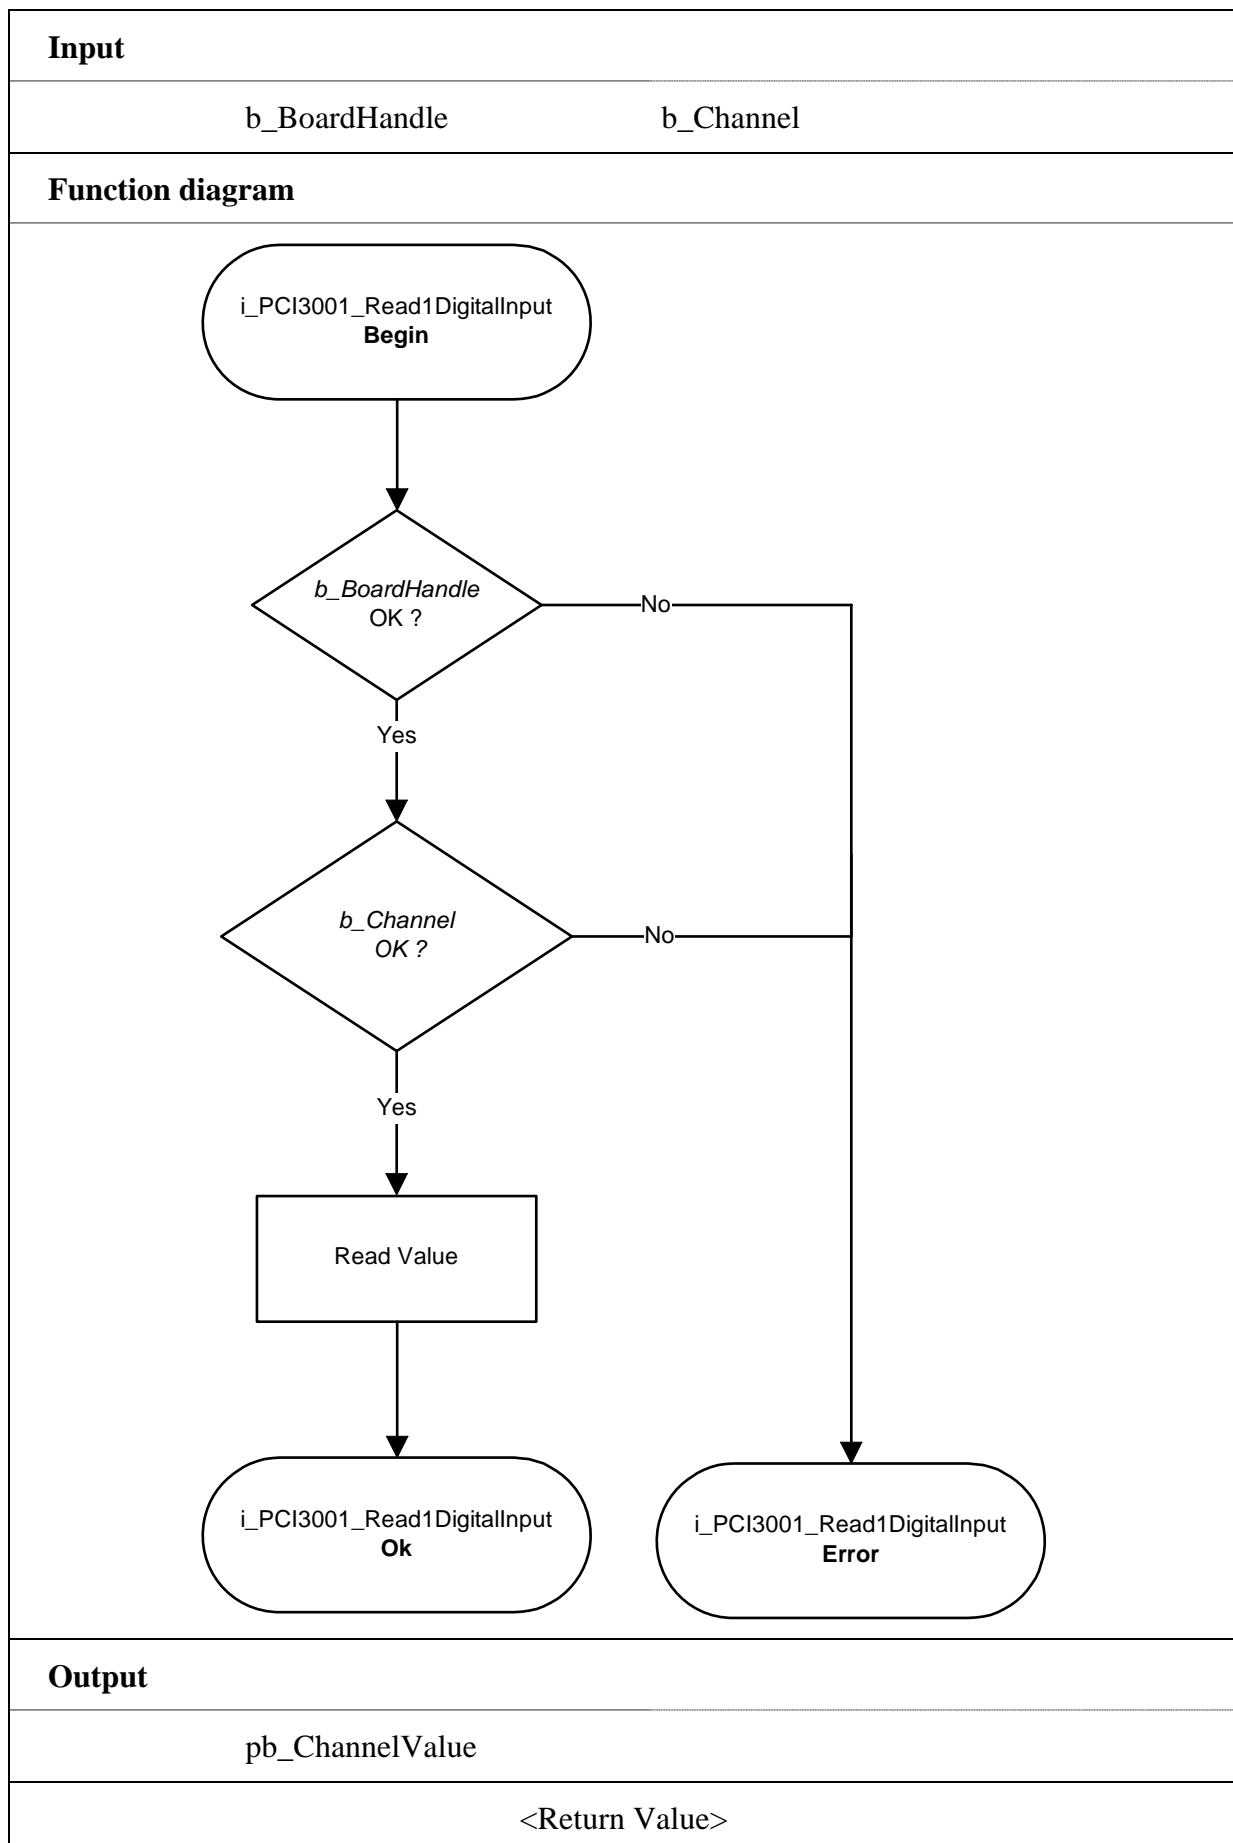 Input
b_BoardHandle b_Channel
Function diagram
i_PCI3001_Read1DigitalInput
Begin
b_BoardHandle
OK ?
No
Yes
b_Channel
OK ?
No
Yes
Read Value
i_PCI3001_Read1DigitalInput
Ok
i_PCI3001_Read1DigitalInput
Error
Output
pb_ChannelValue
<Return Value>